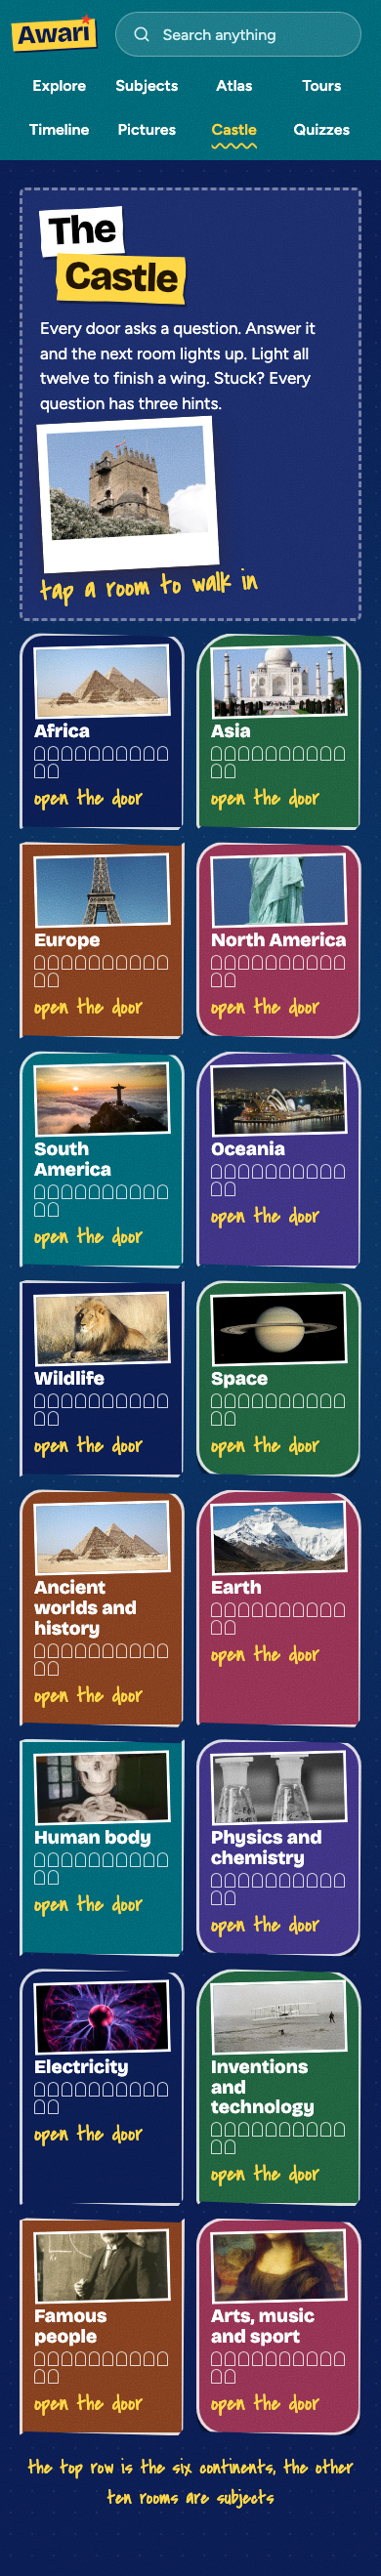 Awari
Search anything
Explore Subjects Atlas Tours
Timeline Pictures Castle Quizzes
The
Castle
Every door asks a question. Answer it
and the next room lights up. Light all
twelve to finish a wing. Stuck? Every
question has three hints.
tap a room to walk in
Africa
open the door
Asia
open the door
Europe
open the door
North America
open the door
South
America
open the door
Oceania
open the door
Wildlife
open the door
Space
open the door
Ancient
worlds and
history
open the door
Earth
open the door
Human body
open the door
Physics and
chemistry
open the door
Electricity
open the door
Inventions
and
technology
open the door
Famous
people
open the door
Arts, music
and sport
open the door
the top row is the six continents, the other
ten rooms are subjects